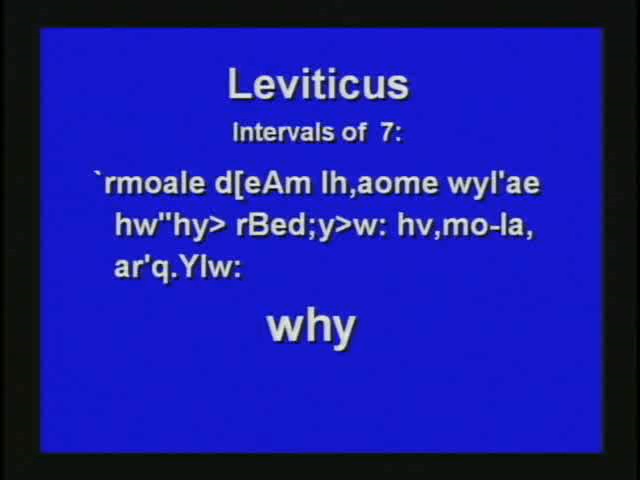 Leviticus
Intervals of 7:
`rmoale d[eAm lh,aome wyl'ae
hw"hy> rBed;y>w: hv,mo-la,
ar'q.Ylw:
why